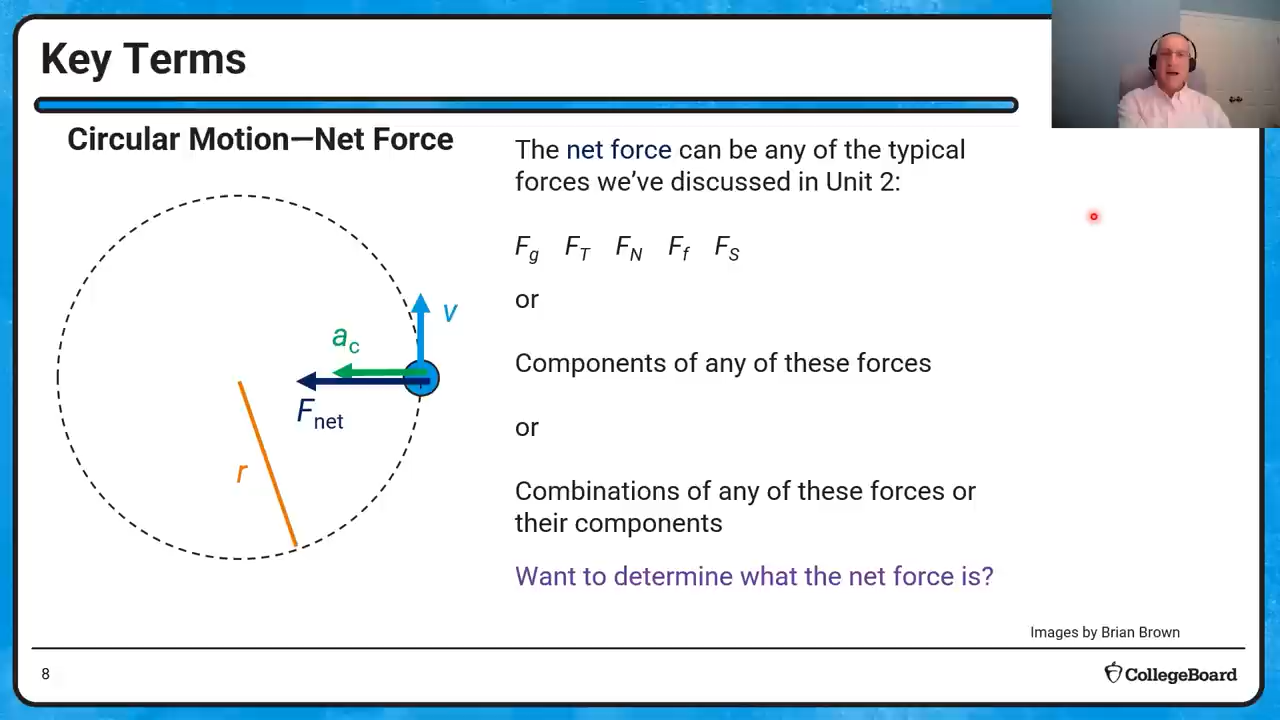 Key Terms
Circular Motion—Net Force
The net force can be any of the typical
forces we’ve discussed in Unit 2:
Fg FT FN Ff FS
or
Components of any of these forces
or
Combinations of any of these forces or
their components
Want to determine what the net force is?
v
ac
Fnet
r
Images by Brian Brown
8
CollegeBoard